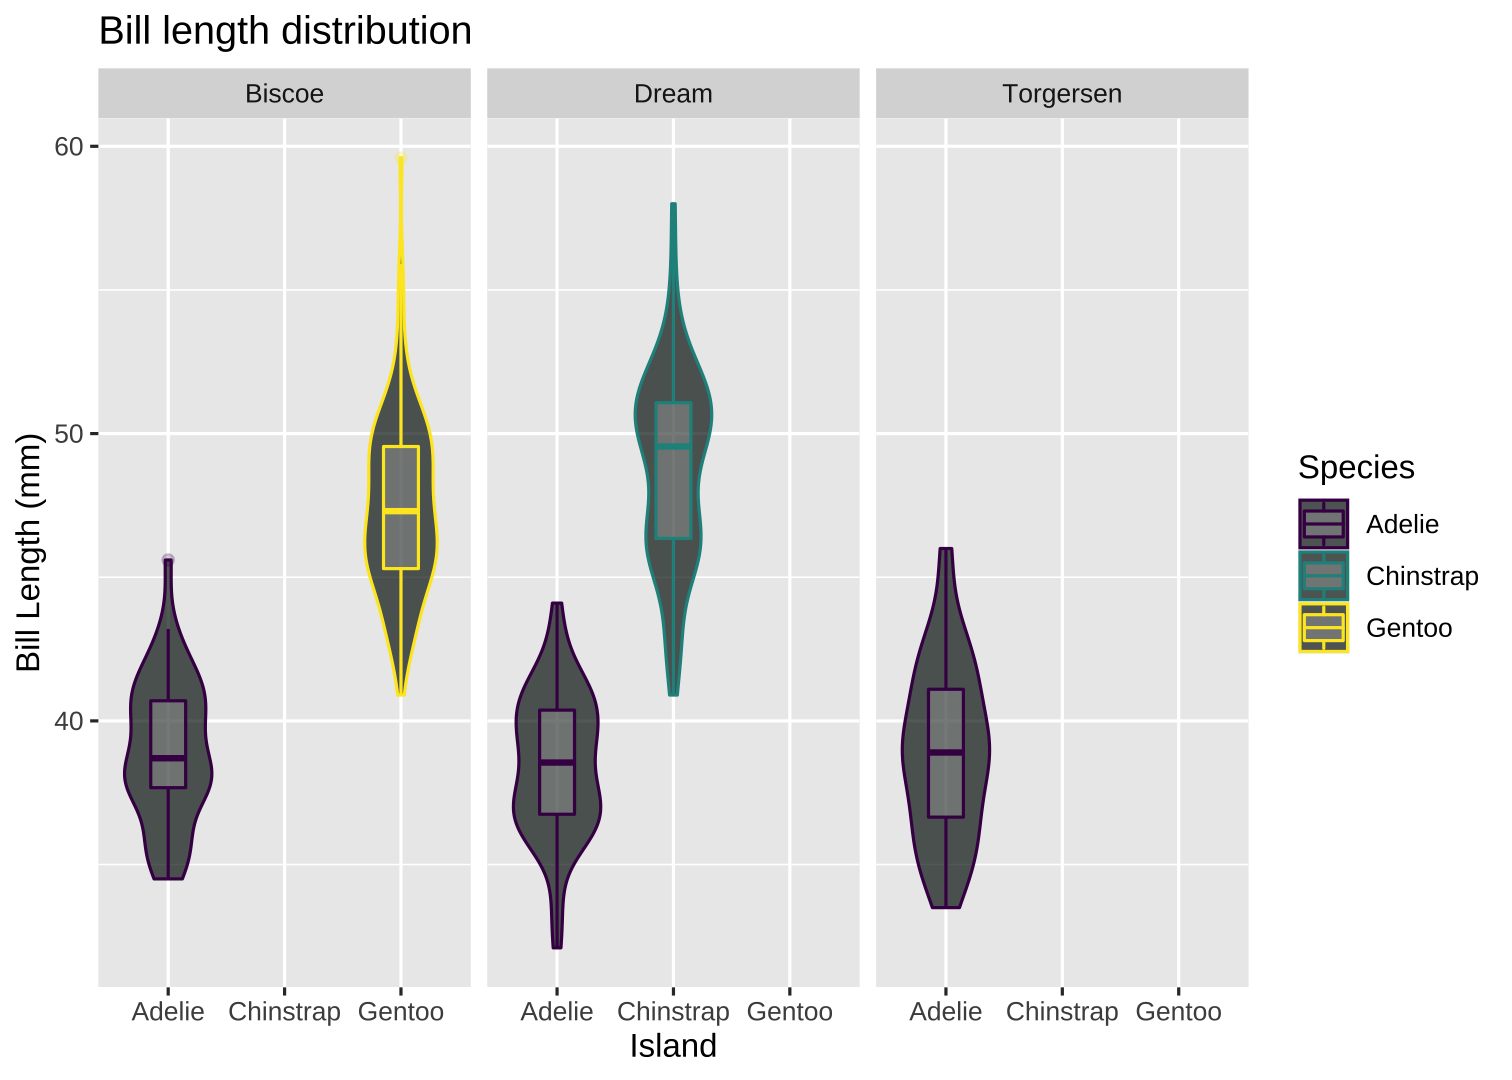 Bill length distribution
Biscoe Dream Torgersen
60
50
40
Bill Length (mm)
Adelie Chinstrap Gentoo Adelie Chinstrap Gentoo Adelie Chinstrap Gentoo
Island
Species
Adelie
Chinstrap
Gentoo